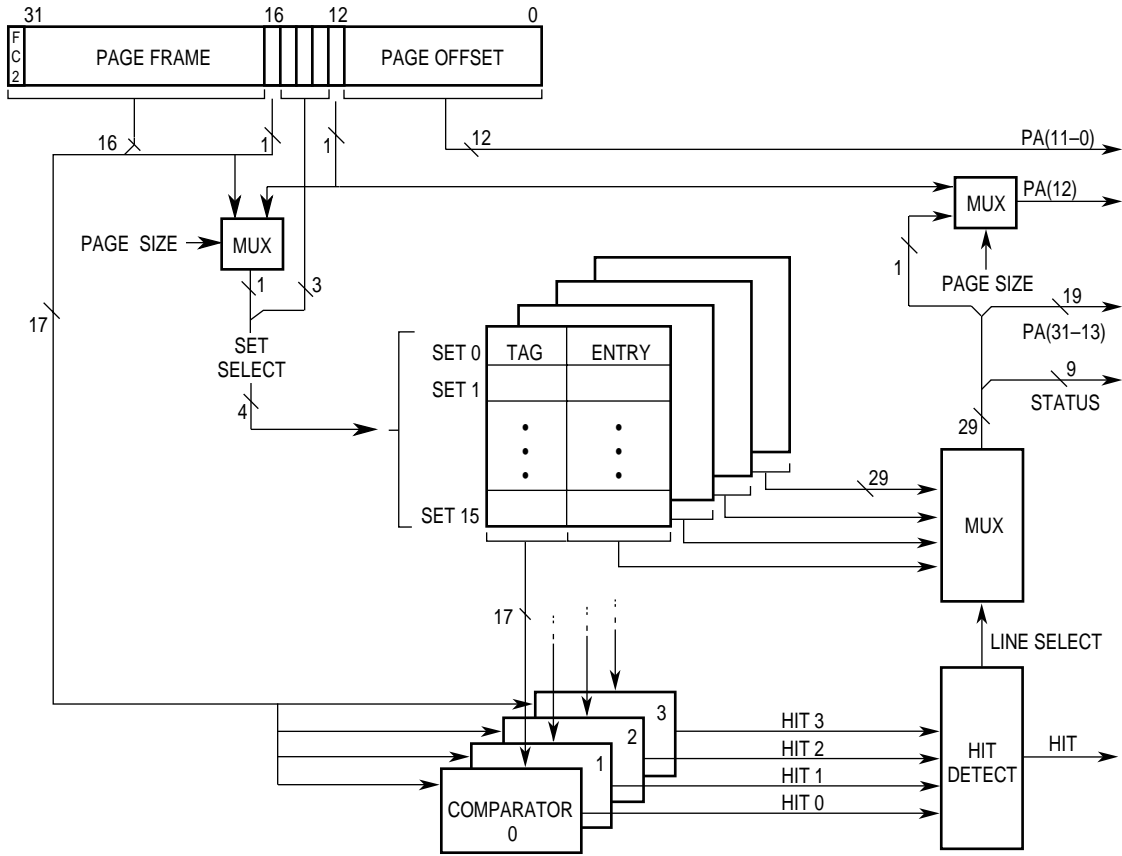 31 16 12 0
F
C
2
PAGE FRAME
PAGE OFFSET
16
1
1
12
PA(11–0)
MUX
PA(12)
PAGE SIZE
MUX
1
3
1
PAGE SIZE
19
PA(31–13)
17
SET
SELECT
4
SET 0
TAG
ENTRY
SET 1
9
STATUS
29
SET 15
29
MUX
17
LINE SELECT
3
2
1
COMPARATOR
0
HIT 3
HIT 2
HIT 1
HIT 0
HIT
DETECT
HIT